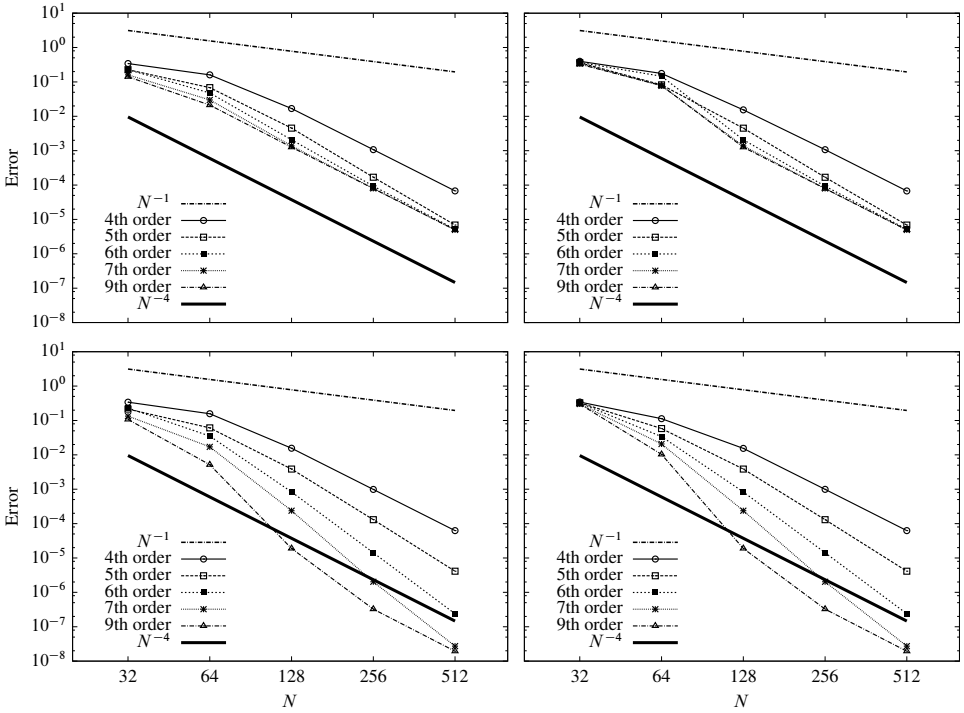 10^1
10^0
10^-1
10^-2
10^-3
10^-4
10^-5
10^-6
10^-7
10^-8
Error
N^-1
4th order
5th order
6th order
7th order
9th order
N^-4
N^-1
4th order
5th order
6th order
7th order
9th order
N^-4
10^1
10^0
10^-1
10^-2
10^-3
10^-4
10^-5
10^-6
10^-7
10^-8
Error
N^-1
4th order
5th order
6th order
7th order
9th order
N^-4
32 64 128 256 512
N
N^-1
4th order
5th order
6th order
7th order
9th order
N^-4
32 64 128 256 512
N